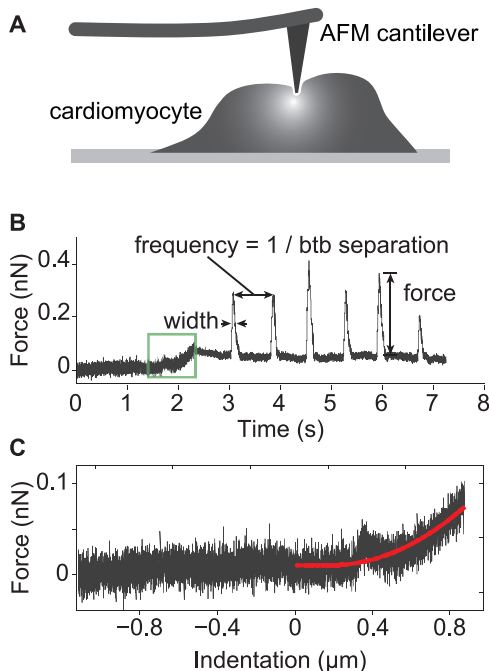 A
AFM cantilever
cardiomyocyte
B
frequency = 1 / btb separation
width
force
Force (nN)
0.4
0.2
0
0 1 2 3 4 5 6 7 8
Time (s)
C
Force (nN)
0.1
0
−0.8 −0.4 0 0.4 0.8
Indentation (μm)